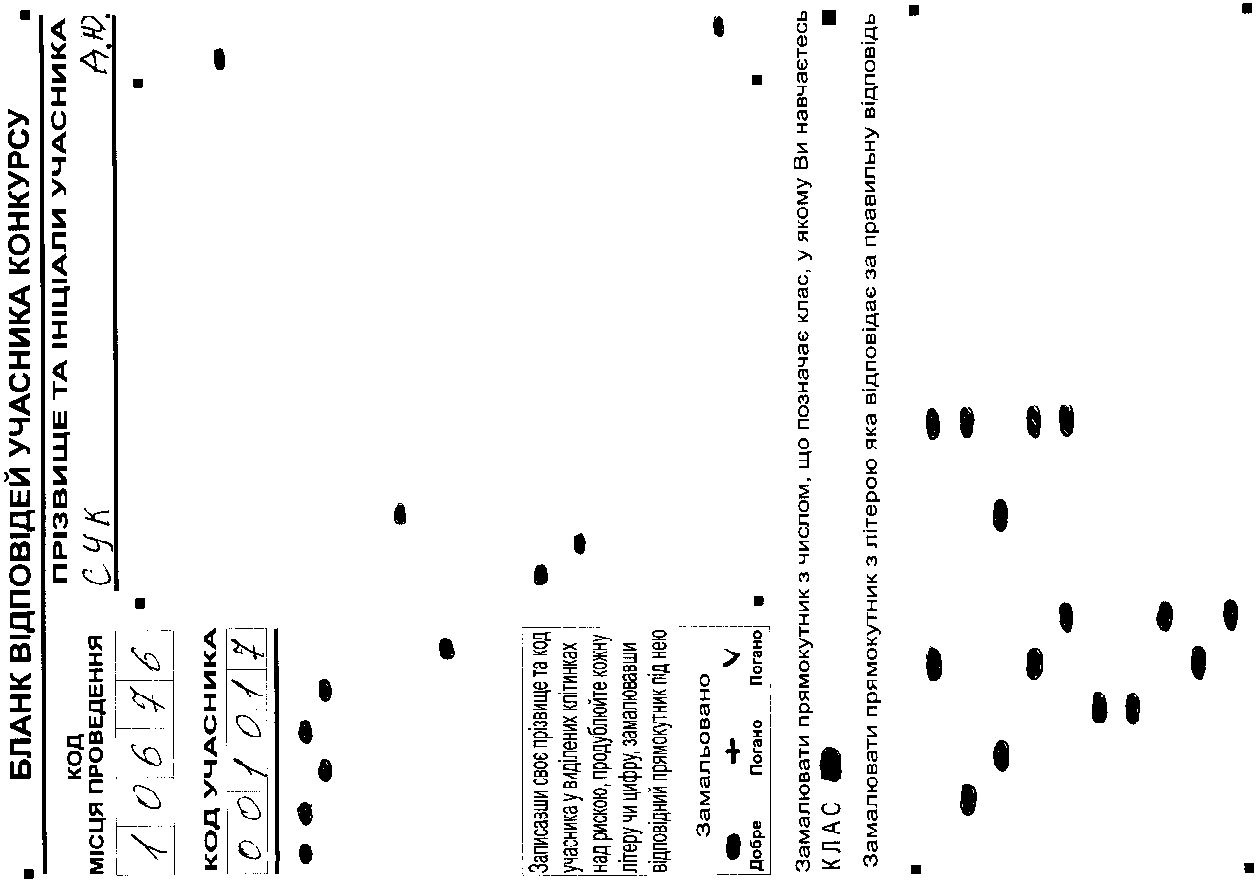 БЛАНК ВІДПОВІДЕЙ УЧАСНИКА КОНКУРСУ
ПРІЗВИЩЕ ТА ІНІЦІАЛИ УЧАСНИКА
СУК А.Ю.
КОД
МІСЦЯ ПРОВЕДЕННЯ
1 0 6 7 6
КОД УЧАСНИКА
0 0 1 0 1 7
Записавши своє прізвище та код
учасника у виділених клітинках
над рискою, продублюйте кожну
літеру чи цифру, замалювавши
відповідний прямокутник під нею
Замальовано
Добре Погано Погано
Замалювати прямокутник з числом, що позначає клас, у якому Ви навчаєтесь
КЛАС
Замалювати прямокутник з літерою яка відповідає за правильну відповідь